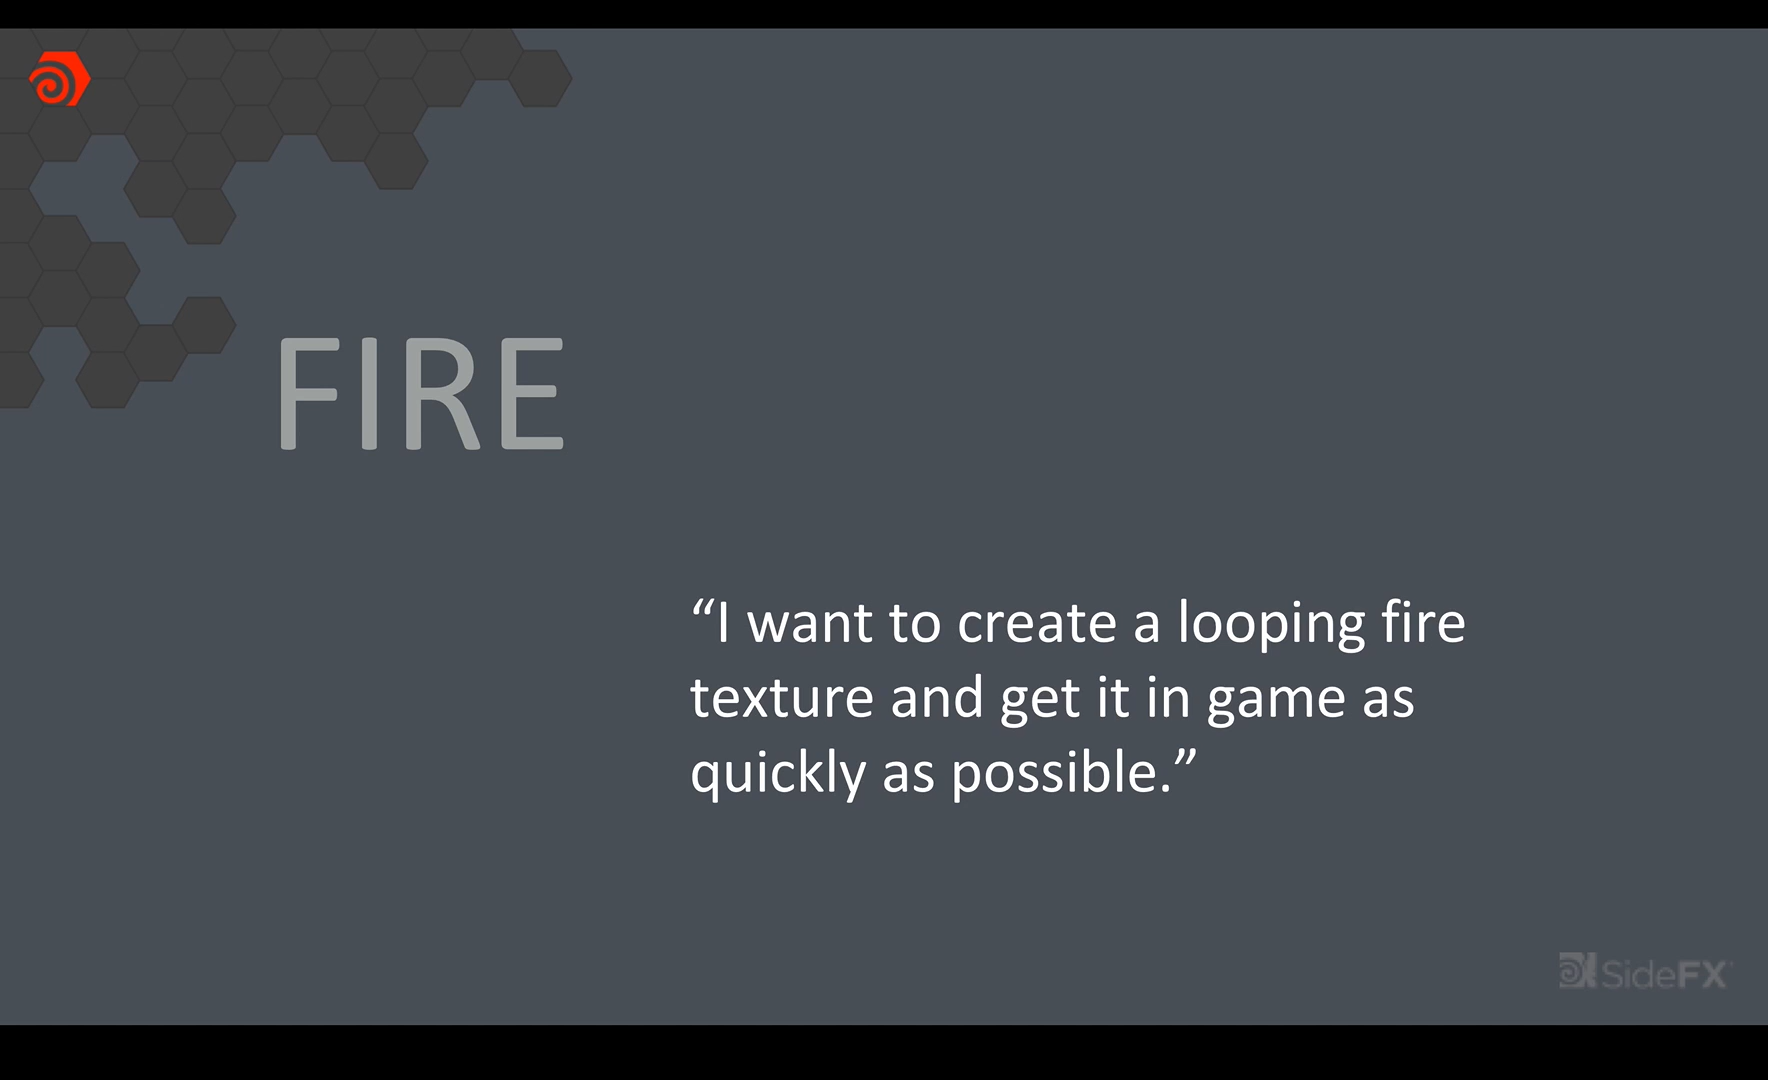 FIRE
“I want to create a looping fire
texture and get it in game as
quickly as possible.”
SideFX